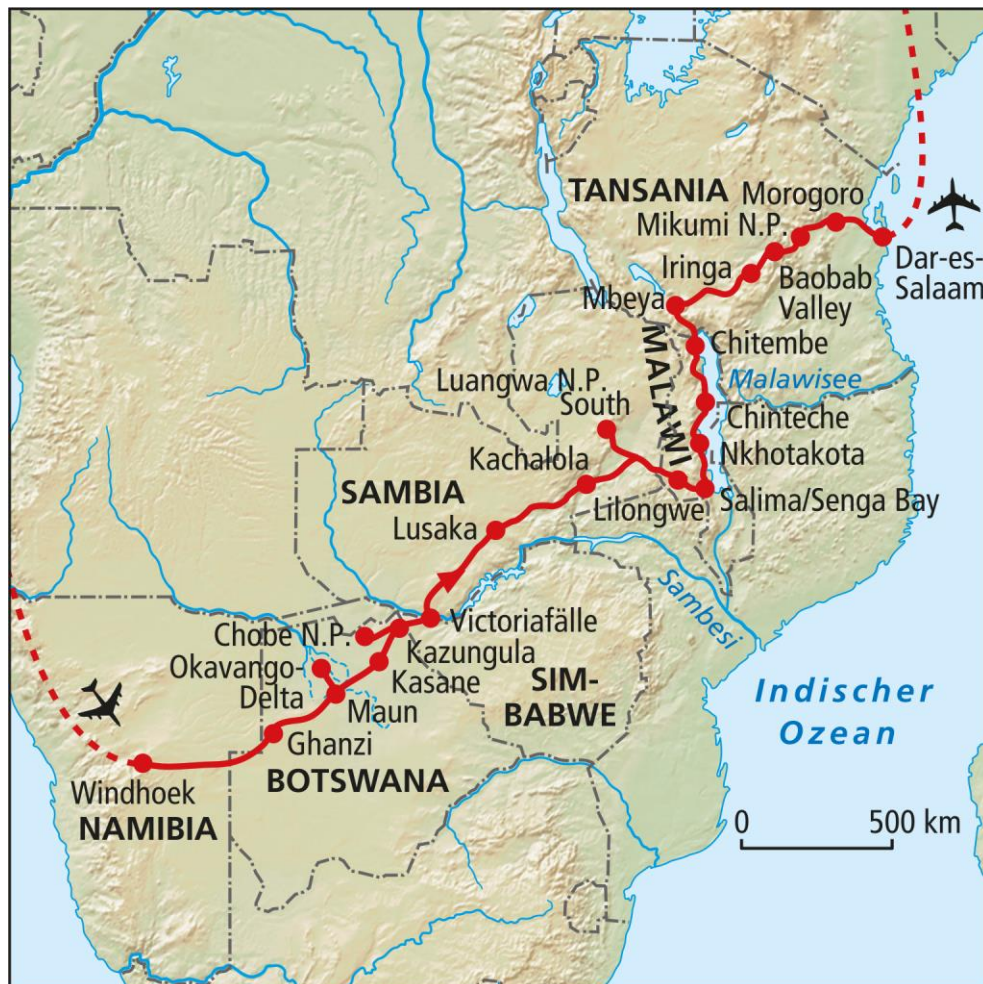 TANSANIA
Morogoro
Mikumi N.P.
Iringa
Mbeya
Baobab
Valley
Dar-es-
Salaam
MALAWI
Chitembe
Malawisee
Luangwa N.P.
South
Chinteche
Kachalola
Nkhotakota
SAMBIA
Lilongwe
Salima/Senga Bay
Lusaka
Sambesi
Chobe N.P.
Victoriafälle
Okavango-
Delta
Kazungula
Kasane
SIM-
BABWE
Maun
Indischer
Ozean
Ghanzi
BOTSWANA
Windhoek
NAMIBIA
0 500 km